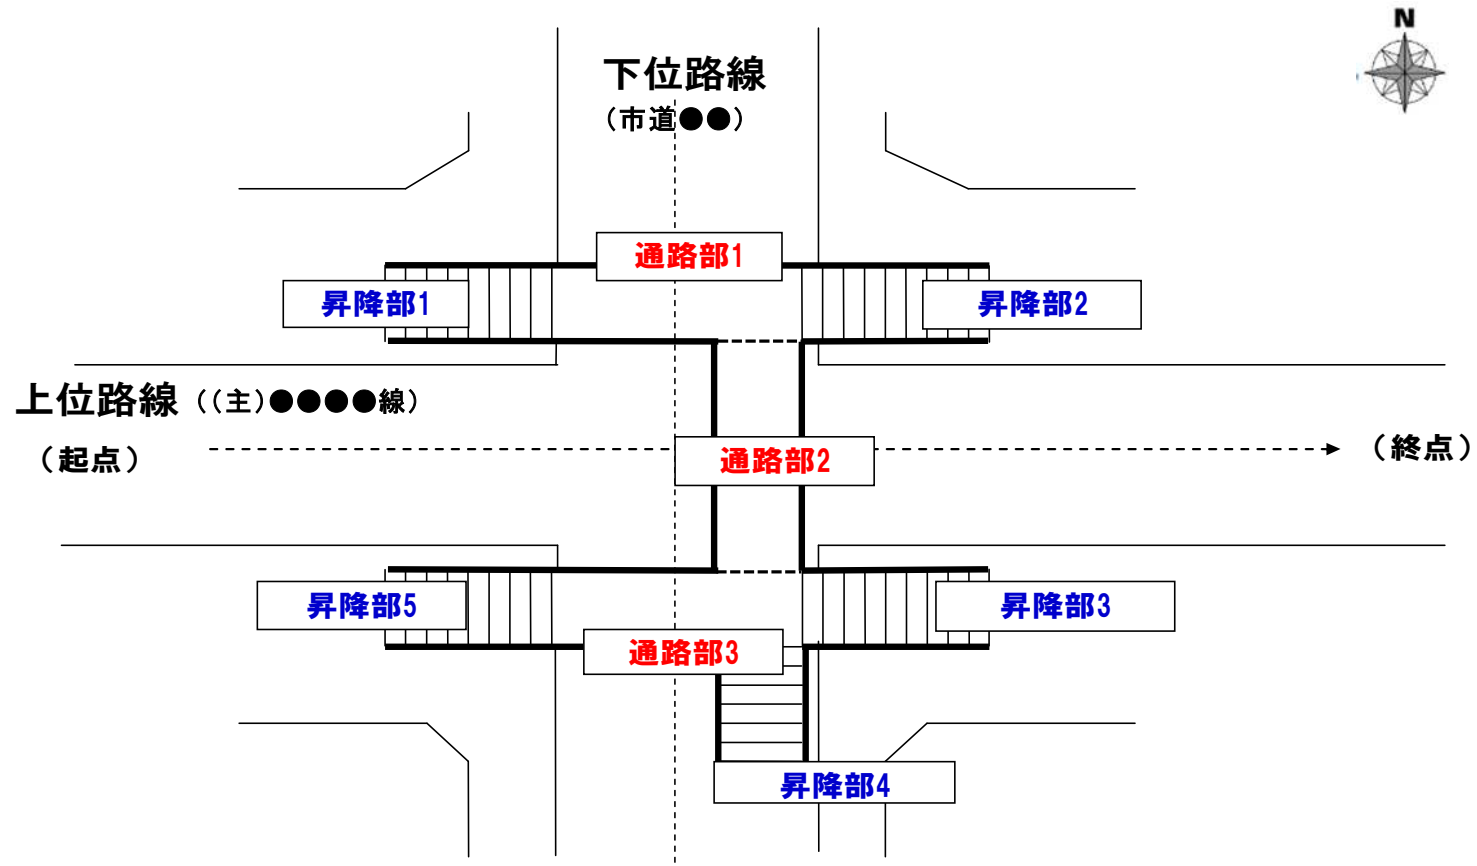 N
下位路線
(市道●●)
通路部1
昇降部1
昇降部2
上位路線 ((主)●●●●線)
(起点)
(終点)
通路部2
昇降部5
昇降部3
通路部3
昇降部4